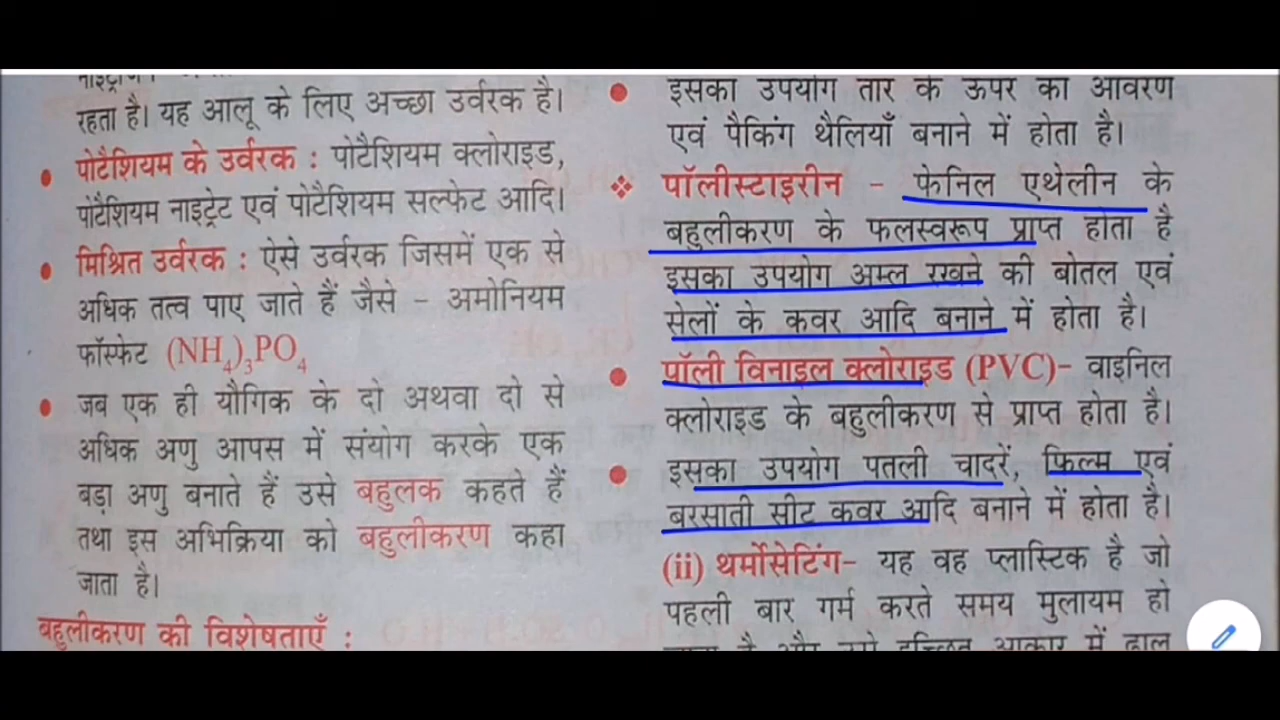 रहता है। यह आलू के लिए अच्छा उर्वरक है।
पोटैशियम के उर्वरक : पोटैशियम क्लोराइड,
पोटैशियम नाइट्रेट एवं पोटैशियम सल्फेट आदि।
मिश्रित उर्वरक : ऐसे उर्वरक जिसमें एक से
अधिक तत्व पाए जाते हैं जैसे - अमोनियम
फॉस्फेट (NH₄)₃PO₄
जब एक ही यौगिक के दो अथवा दो से
अधिक अणु आपस में संयोग करके एक
बड़ा अणु बनाते हैं उसे बहुलक कहते हैं
तथा इस अभिक्रिया को बहुलीकरण कहा
जाता है।
बहुलीकरण की विशेषताएँ :
इसका उपयोग तार के ऊपर का आवरण
एवं पैकिंग थैलियाँ बनाने में होता है।
पॉलीस्टाइरीन - फेनिल एथेलीन के
बहुलीकरण के फलस्वरूप प्राप्त होता है
इसका उपयोग अम्ल रखने की बोतल एवं
सेलों के कवर आदि बनाने में होता है।
पॉली विनाइल क्लोराइड (PVC)- वाइनिल
क्लोराइड के बहुलीकरण से प्राप्त होता है।
इसका उपयोग पतली चादरें, फिल्म एवं
बरसाती सीट कवर आदि बनाने में होता है।
(ii) थर्मोसेटिंग- यह वह प्लास्टिक है जो
पहली बार गर्म करते समय मुलायम हो